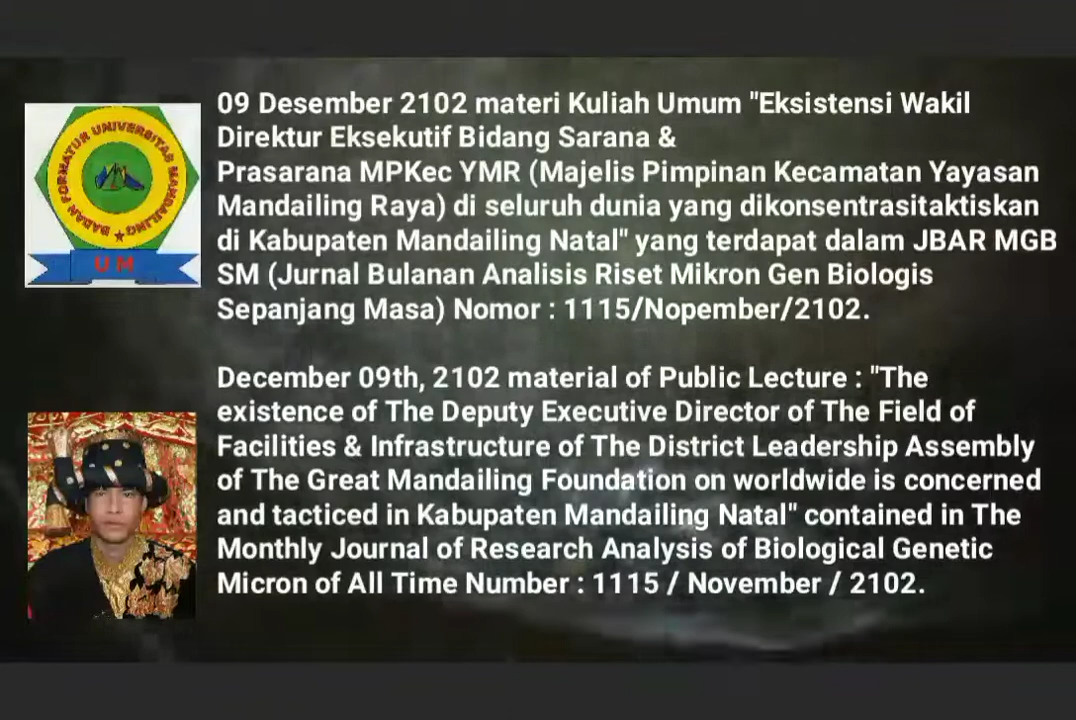 BADAN FORMATUR UNIVERSITAS MANDAILING
UM
09 Desember 2102 materi Kuliah Umum "Eksistensi Wakil
Direktur Eksekutif Bidang Sarana &
Prasarana MPKec YMR (Majelis Pimpinan Kecamatan Yayasan
Mandailing Raya) di seluruh dunia yang dikonsentrasitaktiskan
di Kabupaten Mandailing Natal" yang terdapat dalam JBAR MGB
SM (Jurnal Bulanan Analisis Riset Mikron Gen Biologis
Sepanjang Masa) Nomor : 1115/Nopember/2102.
December 09th, 2102 material of Public Lecture : "The
existence of The Deputy Executive Director of The Field of
Facilities & Infrastructure of The District Leadership Assembly
of The Great Mandailing Foundation on worldwide is concerned
and tacticed in Kabupaten Mandailing Natal" contained in The
Monthly Journal of Research Analysis of Biological Genetic
Micron of All Time Number : 1115 / November / 2102.